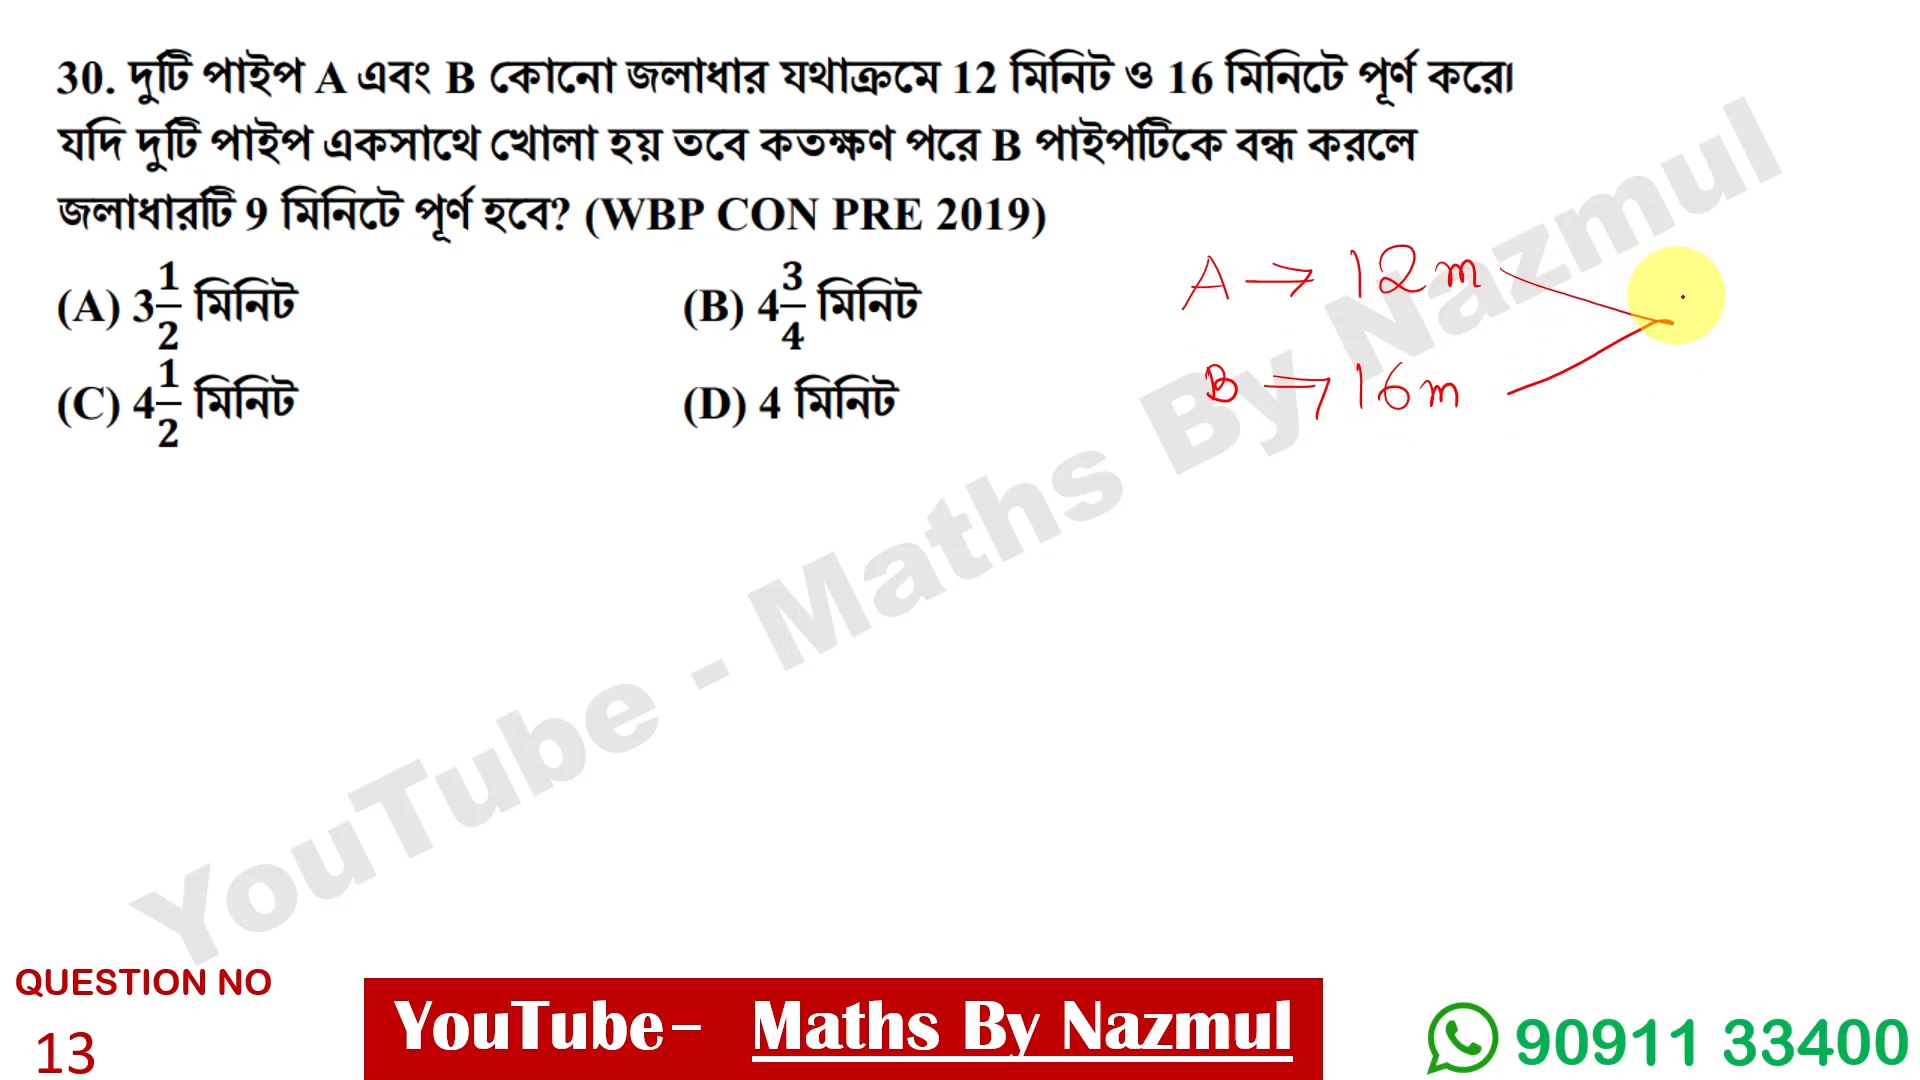 30. দুটি পাইপ A এবং B কোনো জলাধার যথাক্রমে 12 মিনিট ও 16 মিনিটে পূর্ণ করে।
যদি দুটি পাইপ একসাথে খোলা হয় তবে কতক্ষণ পরে B পাইপটিকে বন্ধ করলে
জলাধারটি 9 মিনিটে পূর্ণ হবে? (WBP CON PRE 2019)
(A) 3 1/2 মিনিট (B) 4 3/4 মিনিট
(C) 4 1/2 মিনিট (D) 4 মিনিট
A → 12 m
B → 16 m
YouTube - Maths By Nazmul
QUESTION NO
13
YouTube- Maths By Nazmul
90911 33400